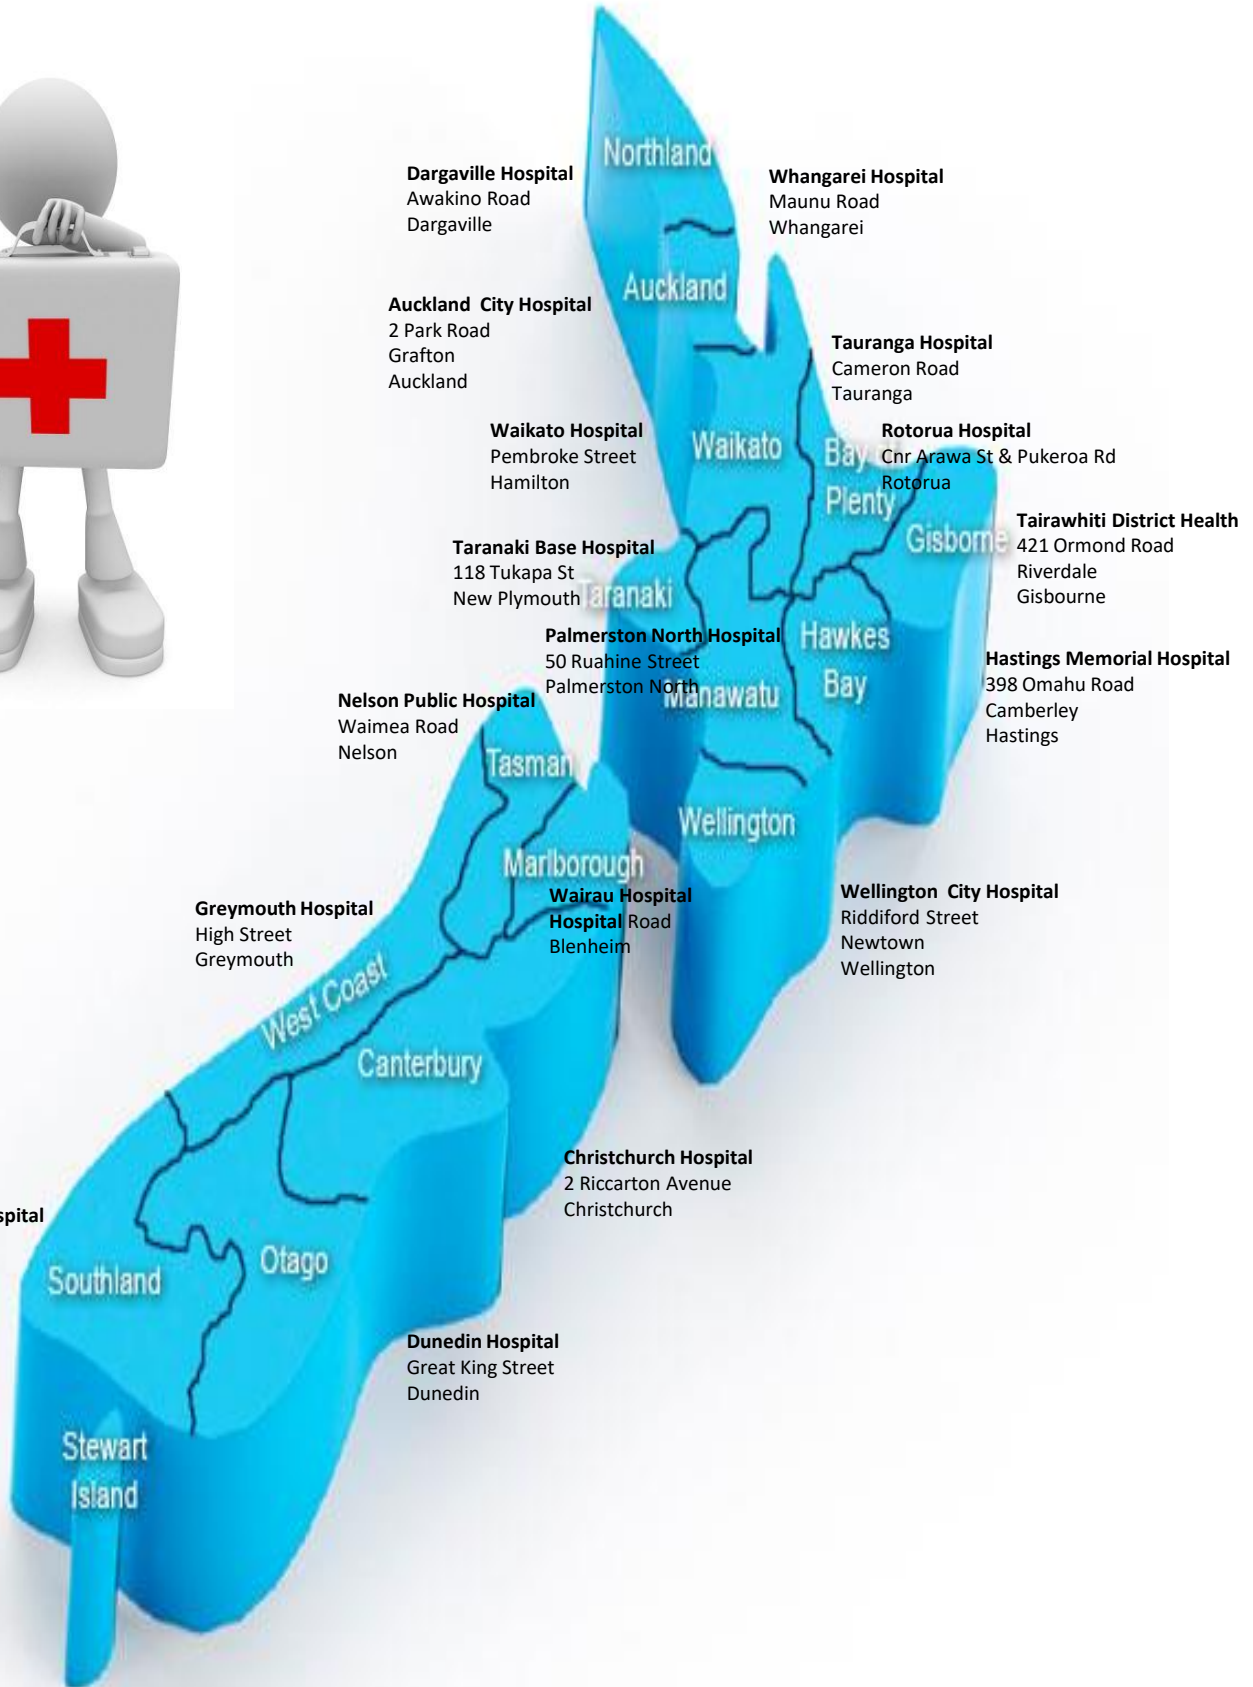 Northland
Dargaville Hospital
Awakino Road
Dargaville
Whangarei Hospital
Maunu Road
Whangarei
Auckland
Auckland City Hospital
2 Park Road
Grafton
Auckland
Tauranga Hospital
Cameron Road
Tauranga
Waikato Hospital
Pembroke Street
Hamilton
Waikato
Bay of
Plenty
Rotorua Hospital
Cnr Arawa St & Pukeroa Rd
Rotorua
Gisborne
Tairawhiti District Health
421 Ormond Road
Riverdale
Gisbourne
Taranaki Base Hospital
118 Tukapa St
New Plymouth
Taranaki
Palmerston North Hospital
50 Ruahine Street
Palmerston North
Manawatu
Hawkes
Bay
Hastings Memorial Hospital
398 Omahu Road
Camberley
Hastings
Nelson Public Hospital
Waimea Road
Nelson
Tasman
Wellington
Marlborough
Wairau Hospital
Hospital Road
Blenheim
Wellington City Hospital
Riddiford Street
Newtown
Wellington
Greymouth Hospital
High Street
Greymouth
West Coast
Canterbury
Christchurch Hospital
2 Riccarton Avenue
Christchurch
spital
Southland
Otago
Dunedin Hospital
Great King Street
Dunedin
Stewart
Island